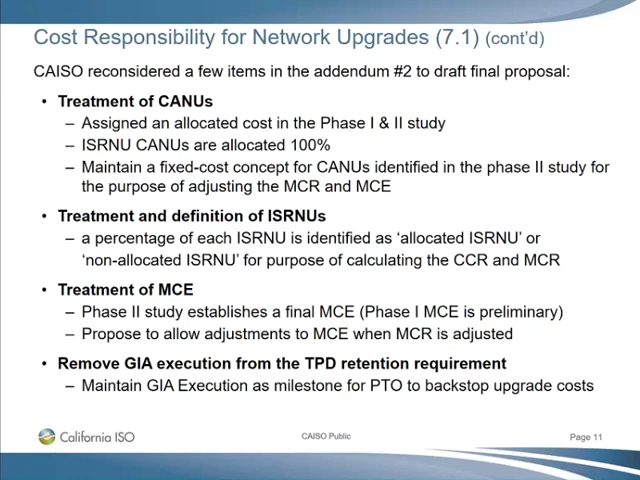 Cost Responsibility for Network Upgrades (7.1) (cont'd)
CAISO reconsidered a few items in the addendum #2 to draft final proposal:
• Treatment of CANUs
– Assigned an allocated cost in the Phase I & II study
– ISRNU CANUs are allocated 100%
– Maintain a fixed-cost concept for CANUs identified in the phase II study for
the purpose of adjusting the MCR and MCE
• Treatment and definition of ISRNUs
– a percentage of each ISRNU is identified as 'allocated ISRNU' or
'non-allocated ISRNU' for purpose of calculating the CCR and MCR
• Treatment of MCE
– Phase II study establishes a final MCE (Phase I MCE is preliminary)
– Propose to allow adjustments to MCE when MCR is adjusted
• Remove GIA execution from the TPD retention requirement
– Maintain GIA Execution as milestone for PTO to backstop upgrade costs
California ISO
CAISO Public
Page 11